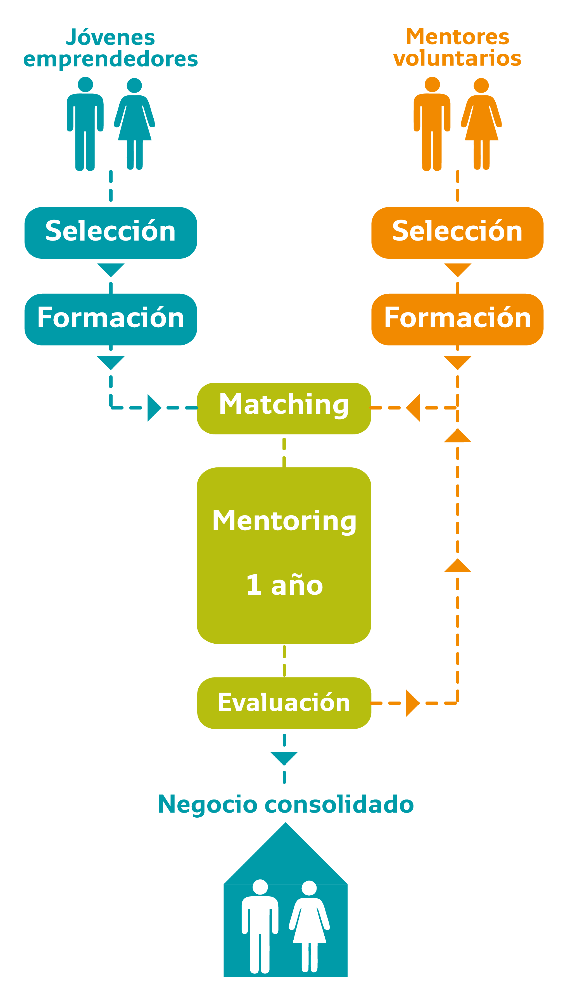 Jóvenes
emprendedores
Mentores
voluntarios
Selección
Selección
Formación
Formación
Matching
Mentoring
1 año
Evaluación
Negocio consolidado